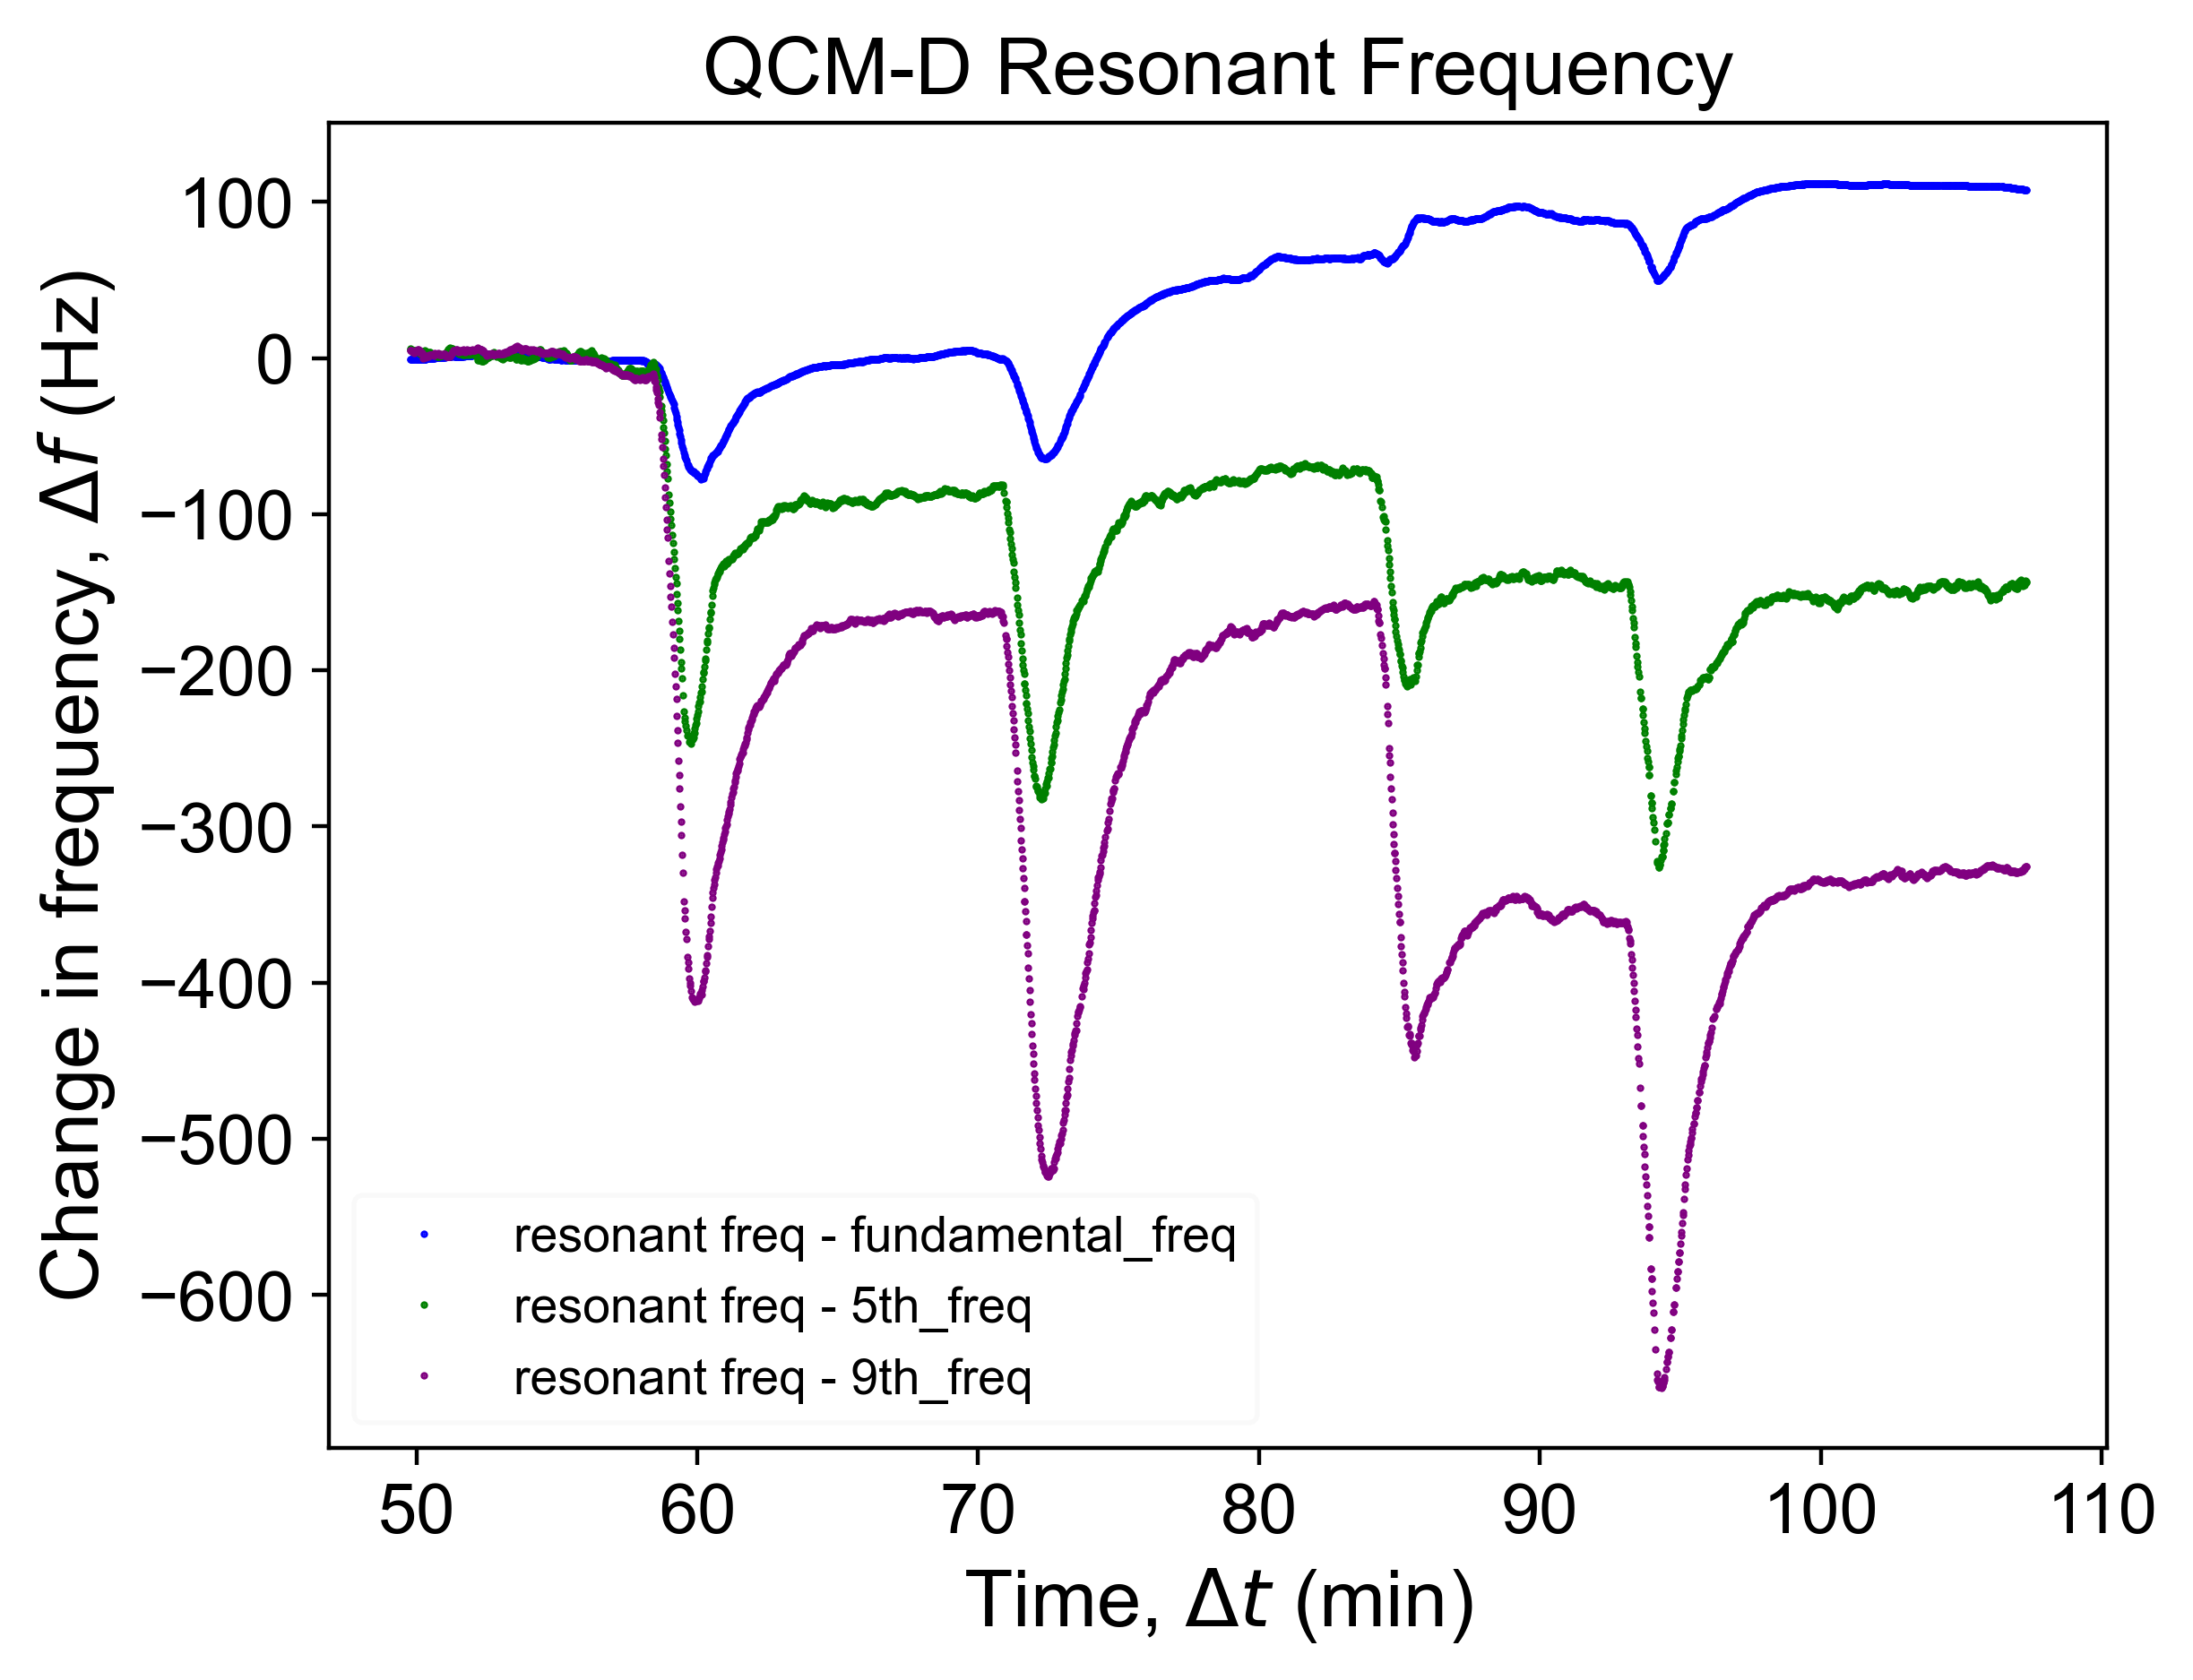 QCM-D Resonant Frequency
Change in frequency, Δf (Hz)
100
0
−100
−200
−300
−400
−500
−600
resonant freq - fundamental_freq
resonant freq - 5th_freq
resonant freq - 9th_freq
50 60 70 80 90 100 110
Time, Δt (min)